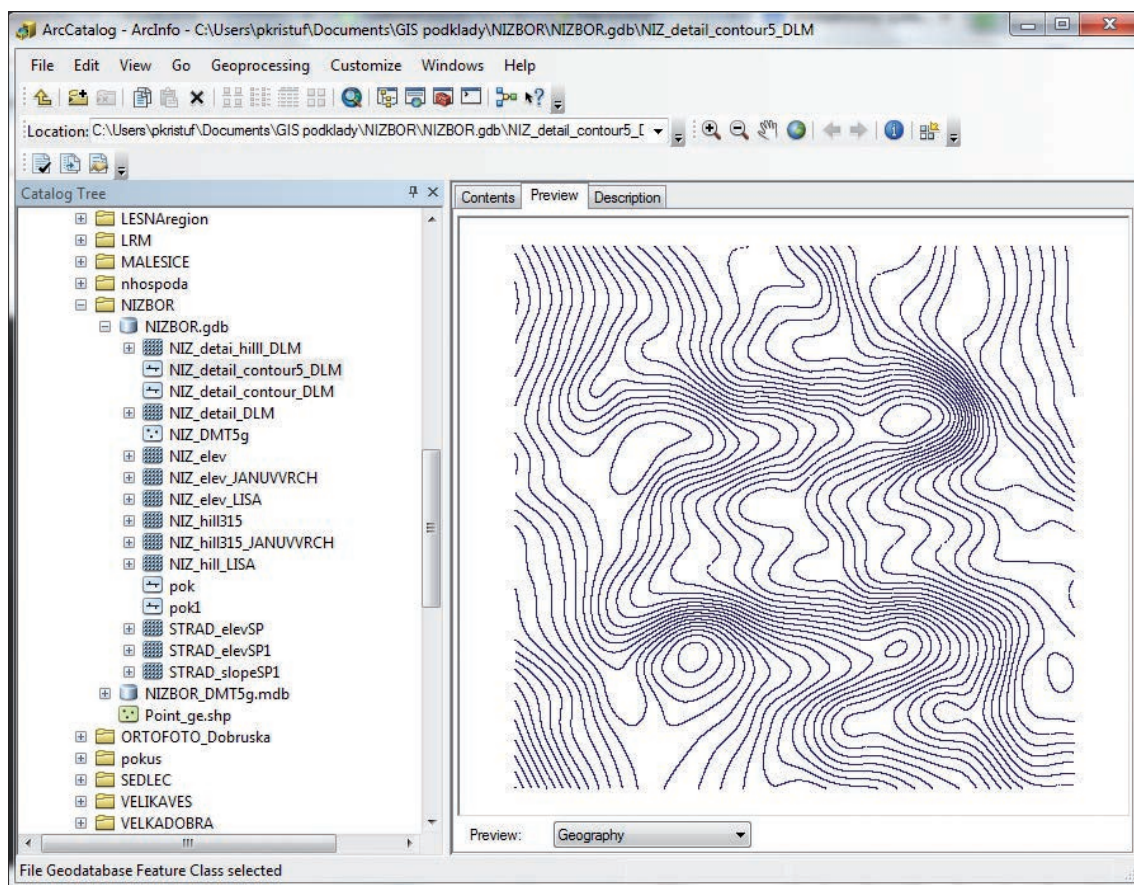 ArcCatalog - ArcInfo - C:\Users\pkristuf\Documents\GIS podklady\NIZBOR\NIZBOR.gdb\NIZ_detail_contour5_DLM
File Edit View Go Geoprocessing Customize Windows Help
Location: C:\Users\pkristuf\Documents\GIS podklady\NIZBOR\NIZBOR.gdb\NIZ_detail_contour5_[
Catalog Tree
Contents Preview Description
LESNAregion
LRM
MALESICE
nhospoda
NIZBOR
NIZBOR.gdb
NIZ_detai_hilll_DLM
NIZ_detail_contour5_DLM
NIZ_detail_contour_DLM
NIZ_detail_DLM
NIZ_DMT5g
NIZ_elev
NIZ_elev_JANUVVRCH
NIZ_elev_LISA
NIZ_hill315
NIZ_hill315_JANUVVRCH
NIZ_hill_LISA
pok
pok1
STRAD_elevSP
STRAD_elevSP1
STRAD_slopeSP1
NIZBOR_DMT5g.mdb
Point_ge.shp
ORTOFOTO_Dobruska
pokus
SEDLEC
VELIKAVES
VELKADOBRA
Preview: Geography
File Geodatabase Feature Class selected